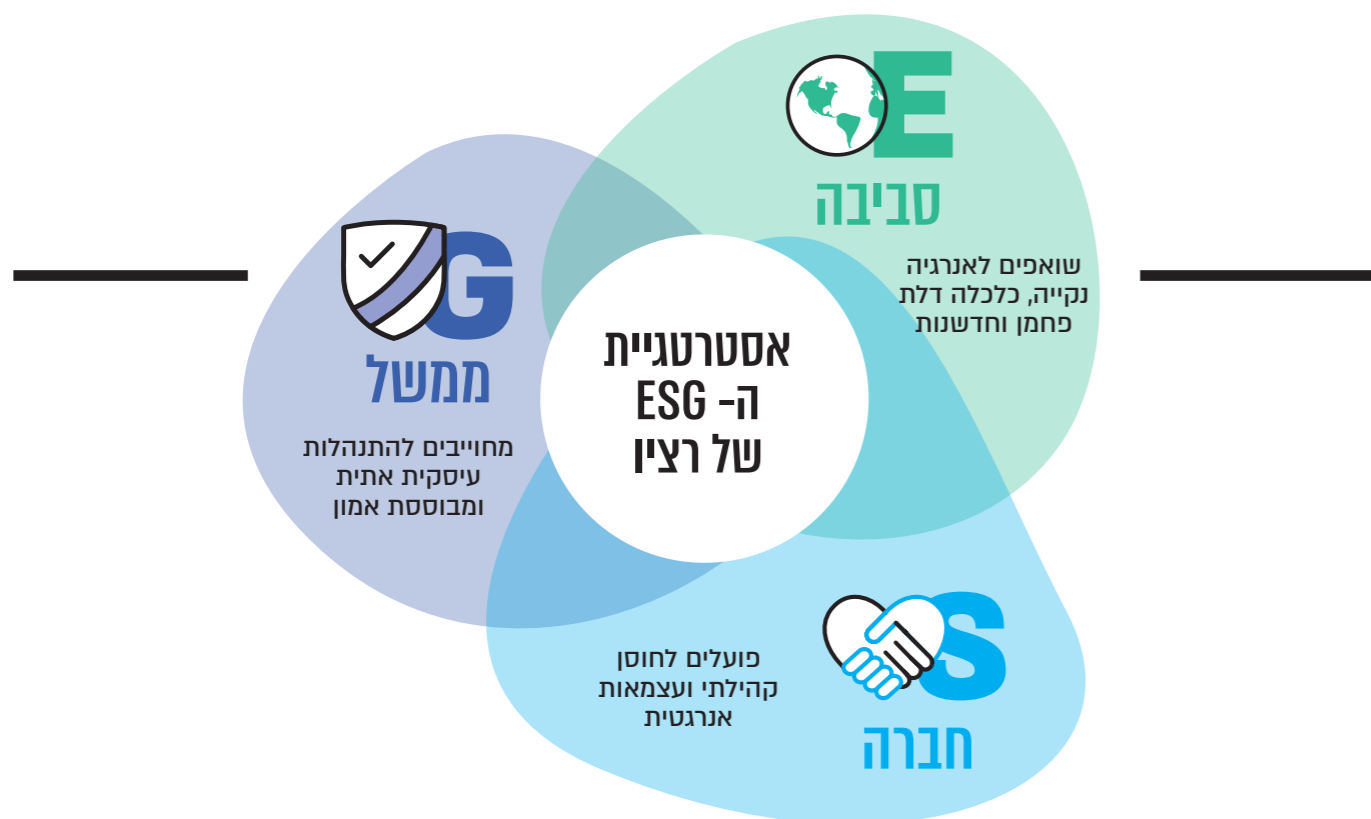 E
סביבה
שואפים לאנרגיה
נקייה, כלכלה דלת
פחמן וחדשנות
G
ממשל
מחוייבים להתנהלות
עיסקית אתית
ומבוססת אמון
אסטרטגיית
ה- ESG
של רציו
S
חברה
פועלים לחוסן
קהילתי ועצמאות
אנרגטית